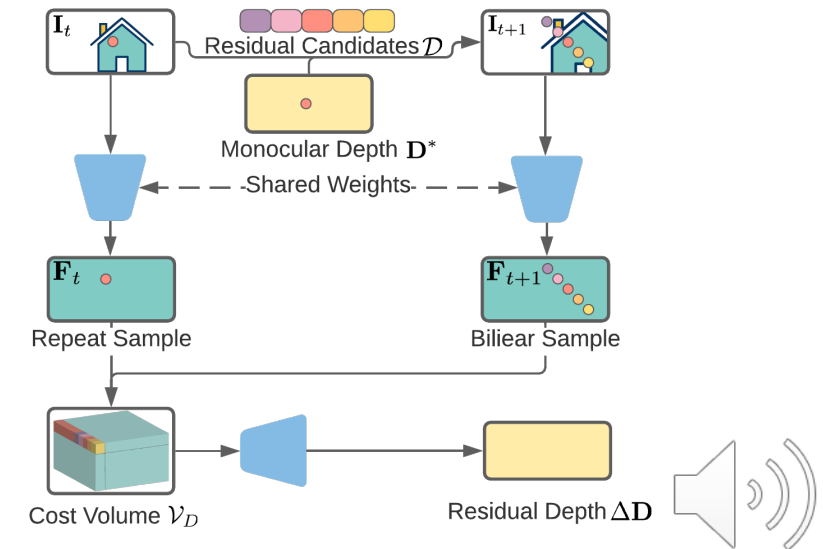 I_t
Residual Candidates 𝒟
I_{t+1}
Monocular Depth D*
Shared Weights
F_t
F_{t+1}
Repeat Sample
Biliear Sample
Cost Volume 𝒱_D
Residual Depth ΔD